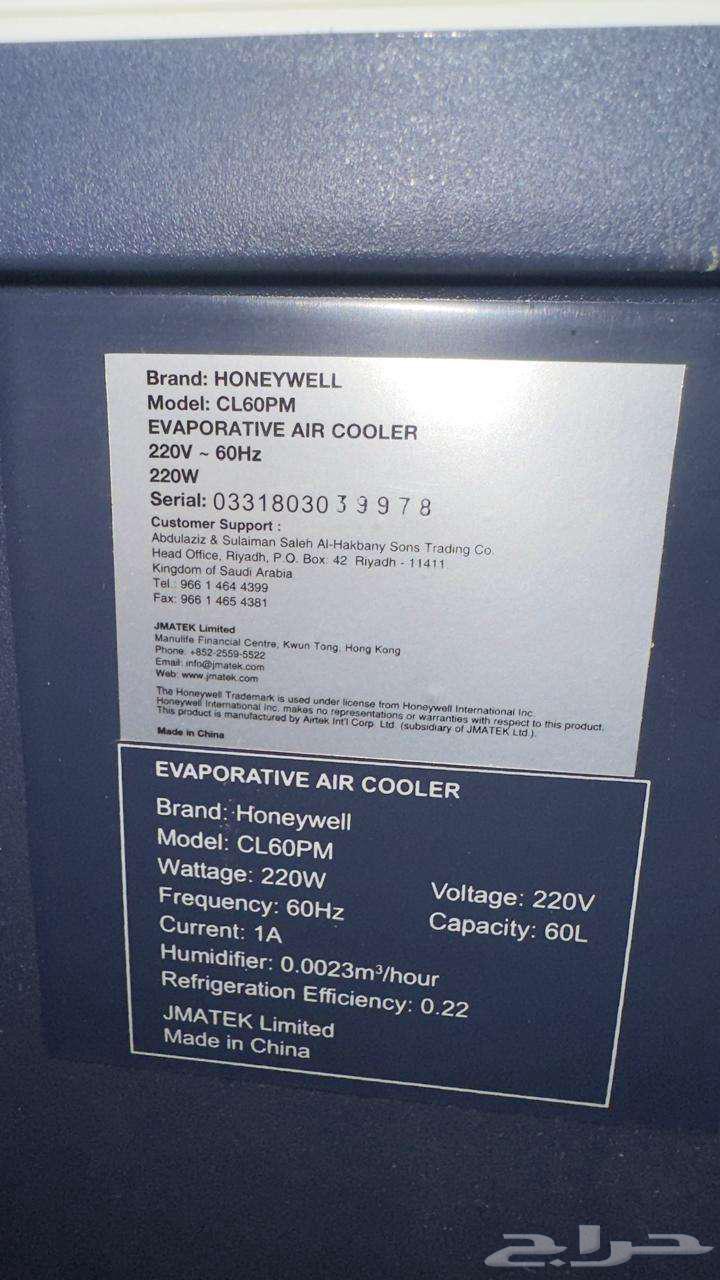 Brand: HONEYWELL
Model: CL60PM
EVAPORATIVE AIR COOLER
220V ~ 60Hz
220W
Serial: 0331803039978
Customer Support :
Abdulaziz & Sulaiman Saleh Al-Hakbany Sons Trading Co.
Head Office, Riyadh, P.O. Box: 42 Riyadh - 11411
Kingdom of Saudi Arabia
Tel.: 966 1 464 4399
Fax: 966 1 465 4381
JMATEK Limited
Manulife Financial Centre, Kwun Tong, Hong Kong
Phone: +852-2559-5522
Email: info@jmatek.com
Web: www.jmatek.com
The Honeywell Trademark is used under license from Honeywell International Inc.
Honeywell International Inc. makes no representations or warranties with respect to this product.
This product is manufactured by Airtek Int'l Corp. Ltd. (subsidiary of JMATEK Ltd.).
Made in China
EVAPORATIVE AIR COOLER
Brand: Honeywell
Model: CL60PM
Wattage: 220W
Voltage: 220V
Frequency: 60Hz
Capacity: 60L
Current: 1A
Humidifier: 0.0023m³/hour
Refrigeration Efficiency: 0.22
JMATEK Limited
Made in China
حراج